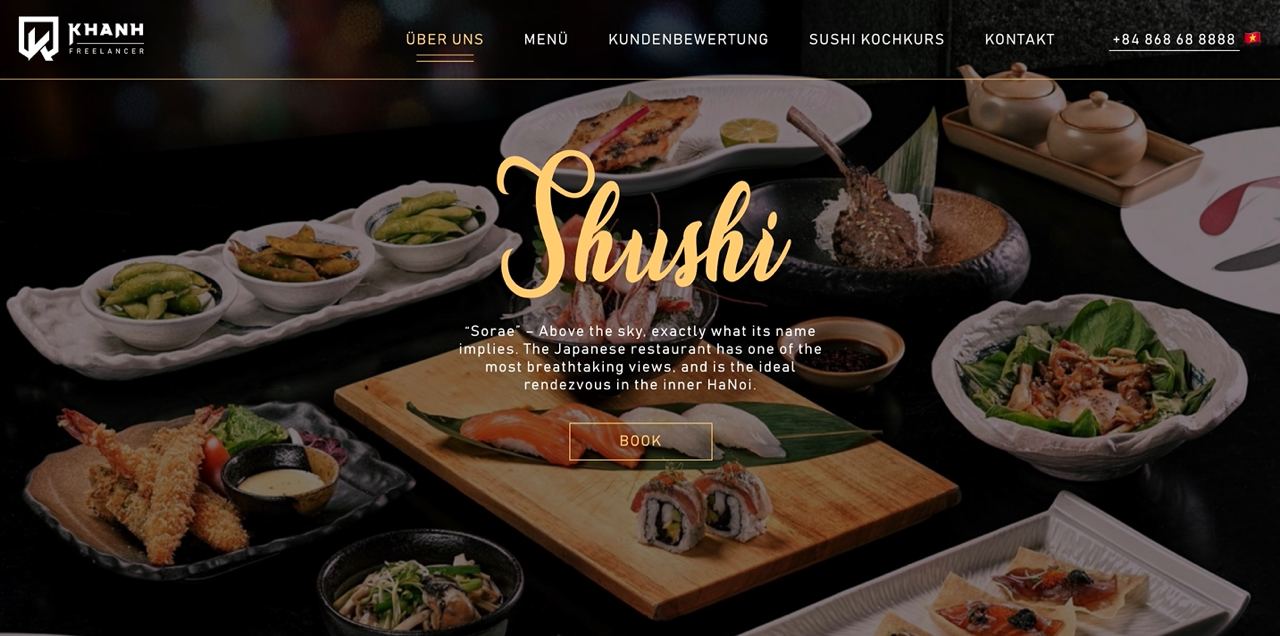 KHANH
FREELANCER
ÜBER UNS
MENÜ
KUNDENBEWERTUNG
SUSHI KOCHKURS
KONTAKT
+84 868 68 8888
Shushi
“Sorae” – Above the sky, exactly what its name
implies. The Japanese restaurant has one of the
most breathtaking views, and is the ideal
rendezvous in the inner HaNoi.
BOOK